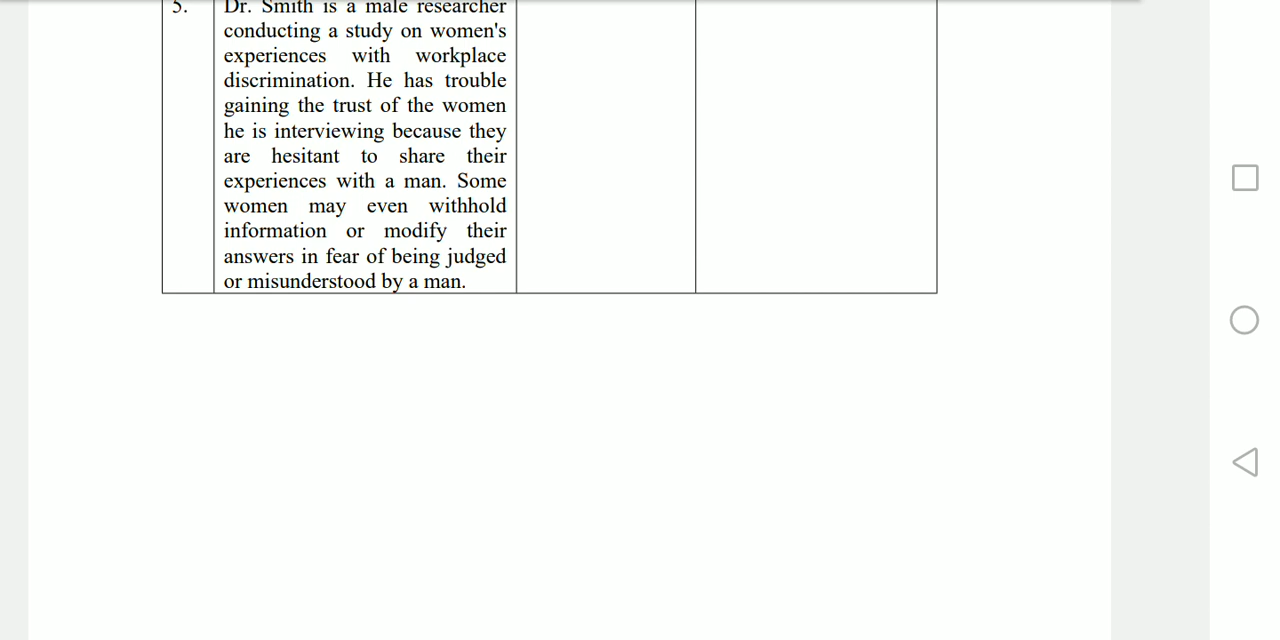 5. Dr. Smith is a male researcher
conducting a study on women's
experiences with workplace
discrimination. He has trouble
gaining the trust of the women
he is interviewing because they
are hesitant to share their
experiences with a man. Some
women may even withhold
information or modify their
answers in fear of being judged
or misunderstood by a man.